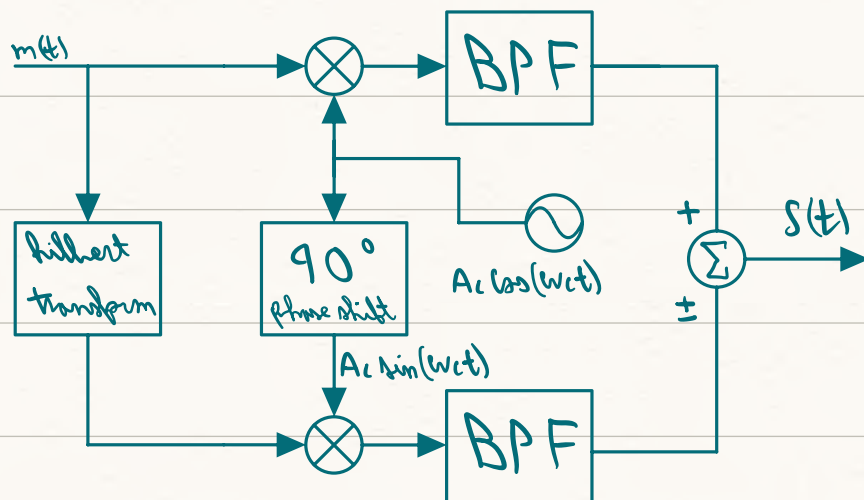 m(t)
BPF
+
S(t)
hilbert
transform
90°
phase shift
Ac Cos(wct)
Σ
±
Ac sin(wct)
BPF